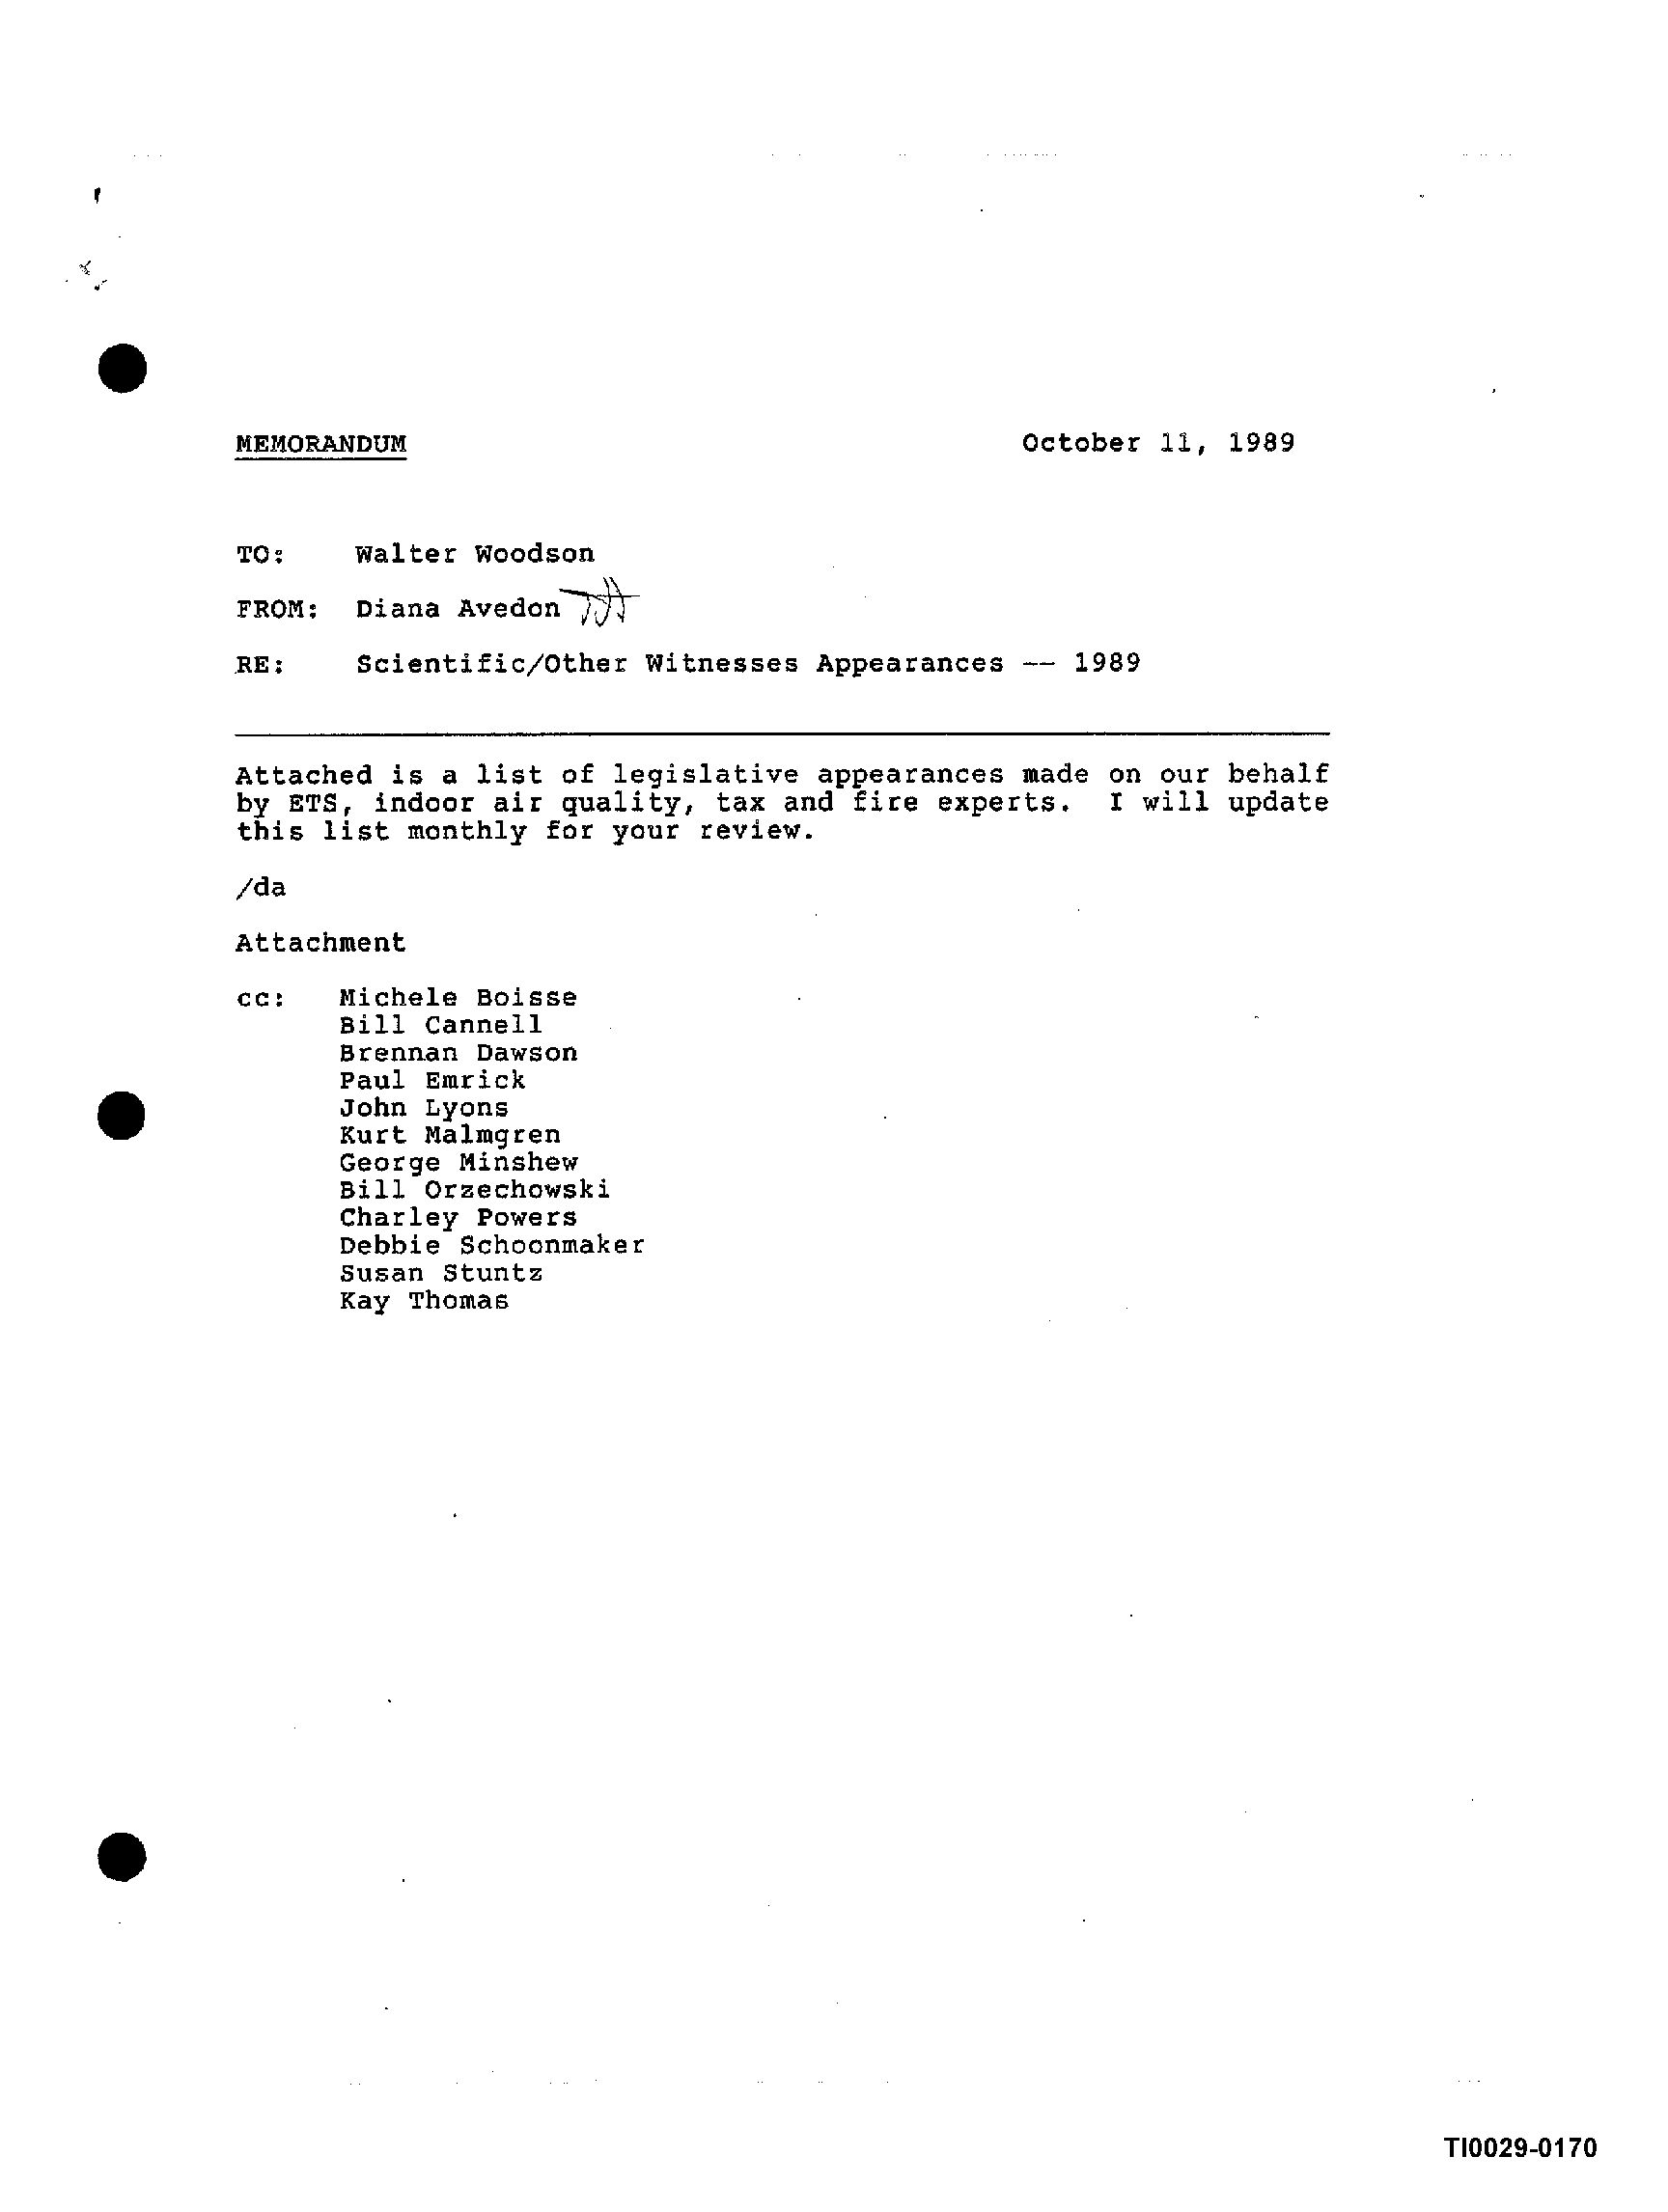 MEMORANDUM October 11, 1989
TO: Walter Woodson
FROM: Diana Avedon
RE: Scientific/Other Witnesses Appearances -- 1989
Attached is a list of legislative appearances made on our behalf
by ETS, indoor air quality, tax and fire experts. I will update
this list monthly for your review.
/da
Attachment
cc: Michele Boisse
Bill Cannell
Brennan Dawson
Paul Emrick
John Lyons
Kurt Malmgren
George Minshew
Bill Orzechowski
Charley Powers
Debbie Schoonmaker
Susan Stuntz
Kay Thomas
TI0029-0170